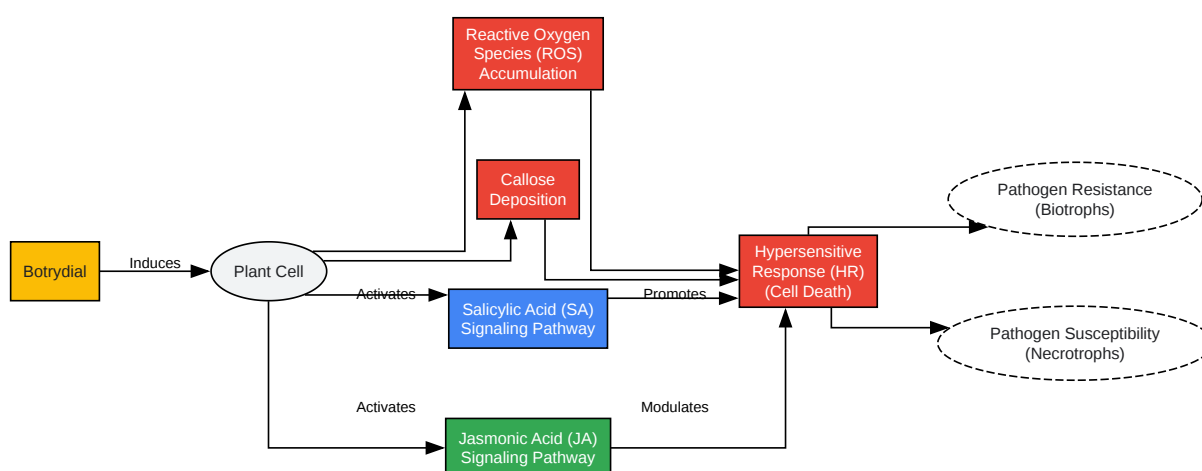 Reactive Oxygen
Species (ROS)
Accumulation
Callose
Deposition
Pathogen Resistance
(Biotrophs)
Botrydial
Induces
Plant Cell
Hypersensitive
Response (HR)
(Cell Death)
Activates
Salicylic Acid (SA)
Signaling Pathway
Promotes
Pathogen Susceptibility
(Necrotrophs)
Activates
Modulates
Jasmonic Acid (JA)
Signaling Pathway